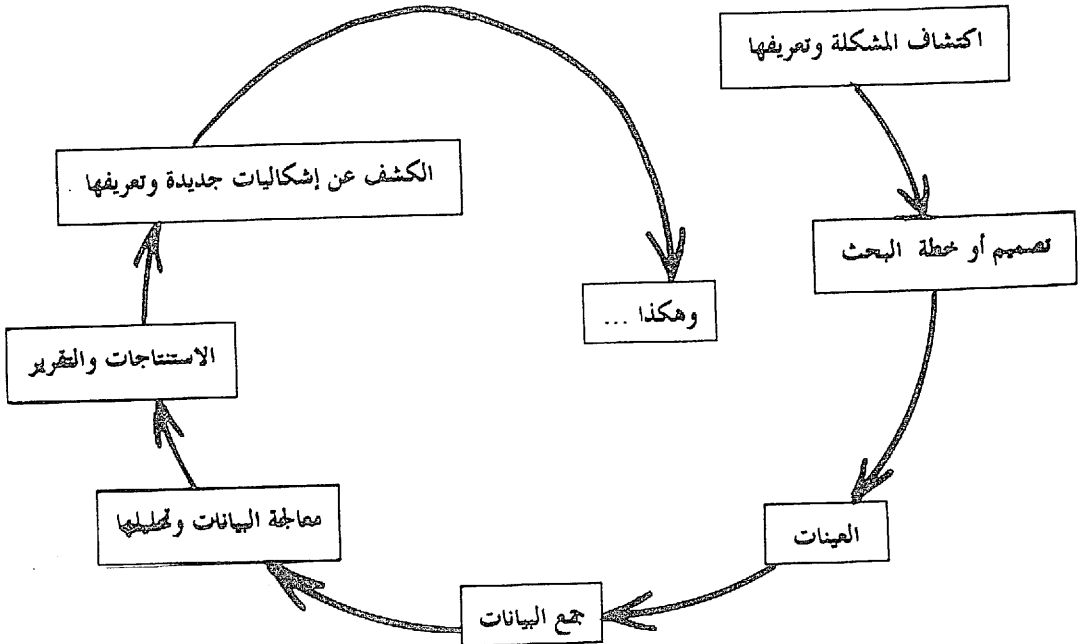 اكتشاف المشكلة وتعريفها
تصميم أو خطة البحث
العينات
جمع البيانات
معالجة البيانات وتحليلها
الاستنتاجات والتقرير
الكشف عن إشكاليات جديدة وتعريفها
وهكذا ...